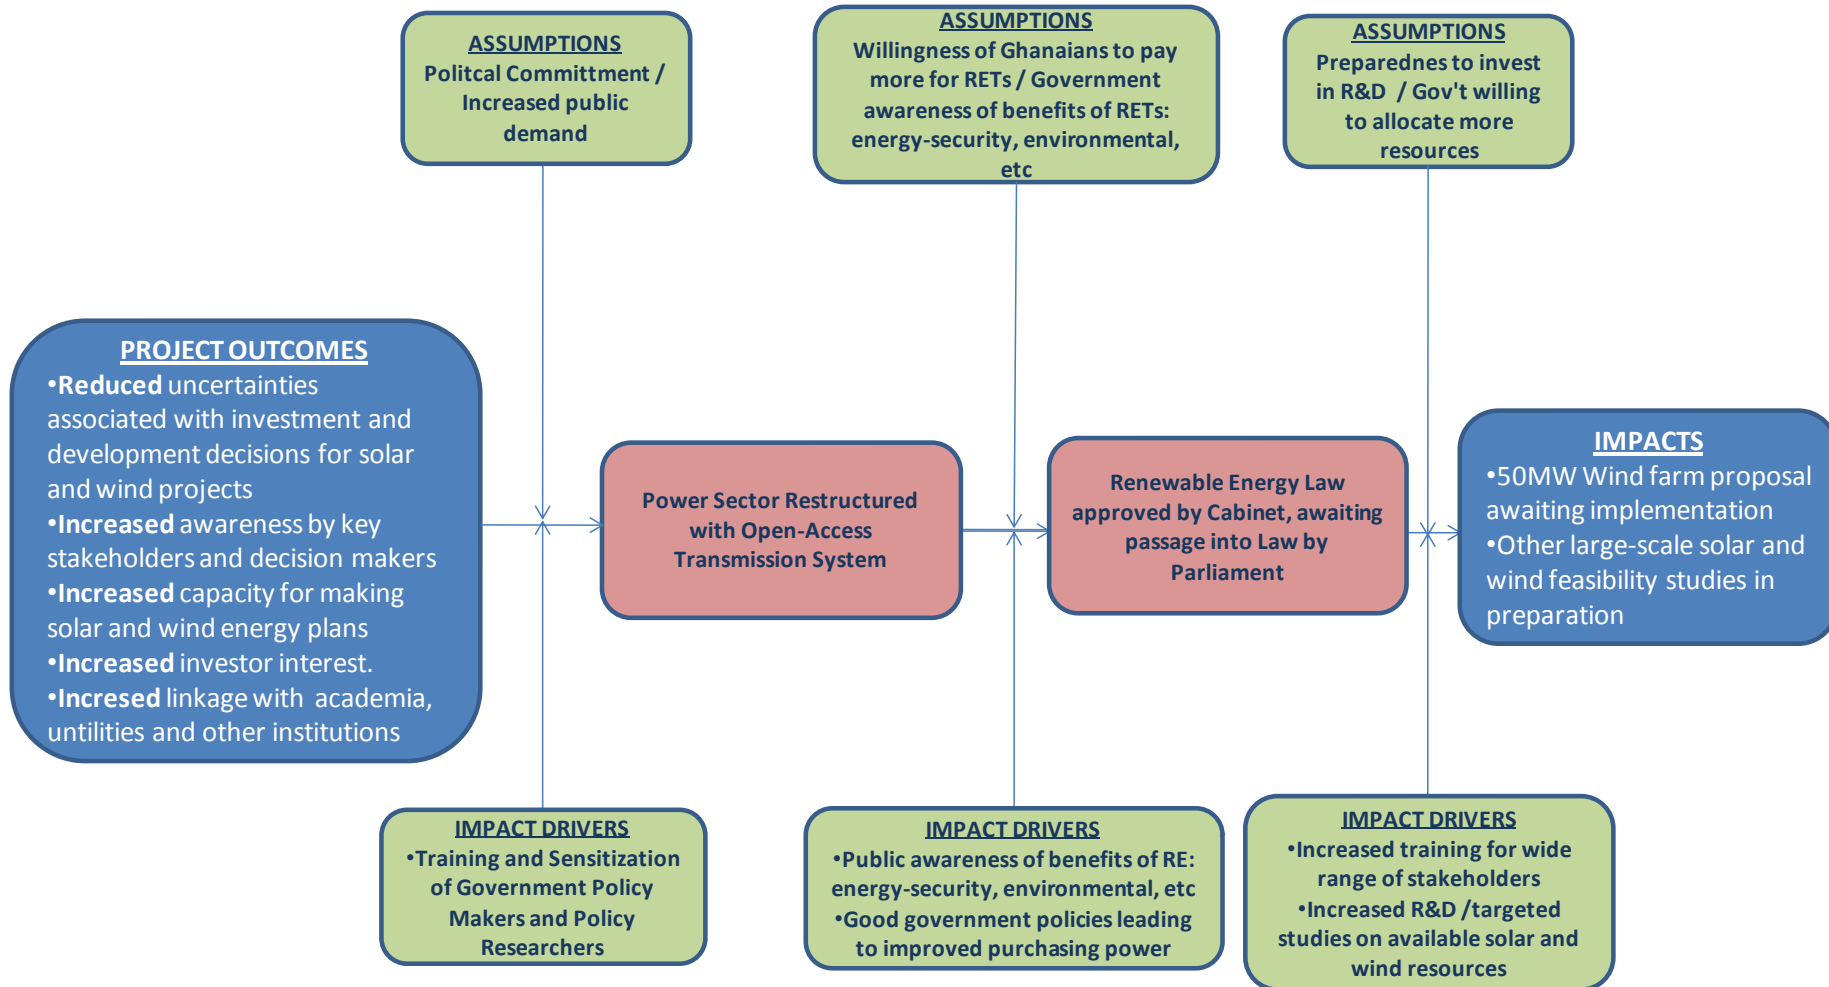 ASSUMPTIONS
Politcal Committment /
Increased public
demand
ASSUMPTIONS
Willingness of Ghanaians to pay
more for RETs / Government
awareness of benefits of RETs:
energy-security, environmental,
etc
ASSUMPTIONS
Preparednes to invest
in R&D / Gov't willing
to allocate more
resources
PROJECT OUTCOMES
•Reduced uncertainties
associated with investment and
development decisions for solar
and wind projects
•Increased awareness by key
stakeholders and decision makers
•Increased capacity for making
solar and wind energy plans
•Increased investor interest.
•Incresed linkage with academia,
untilities and other institutions
Power Sector Restructured
with Open-Access
Transmission System
Renewable Energy Law
approved by Cabinet, awaiting
passage into Law by
Parliament
IMPACTS
•50MW Wind farm proposal
awaiting implementation
•Other large-scale solar and
wind feasibility studies in
preparation
IMPACT DRIVERS
•Training and Sensitization
of Government Policy
Makers and Policy
Researchers
IMPACT DRIVERS
•Public awareness of benefits of RE:
energy-security, environmental, etc
•Good government policies leading
to improved purchasing power
IMPACT DRIVERS
•Increased training for wide
range of stakeholders
•Increased R&D /targeted
studies on available solar and
wind resources